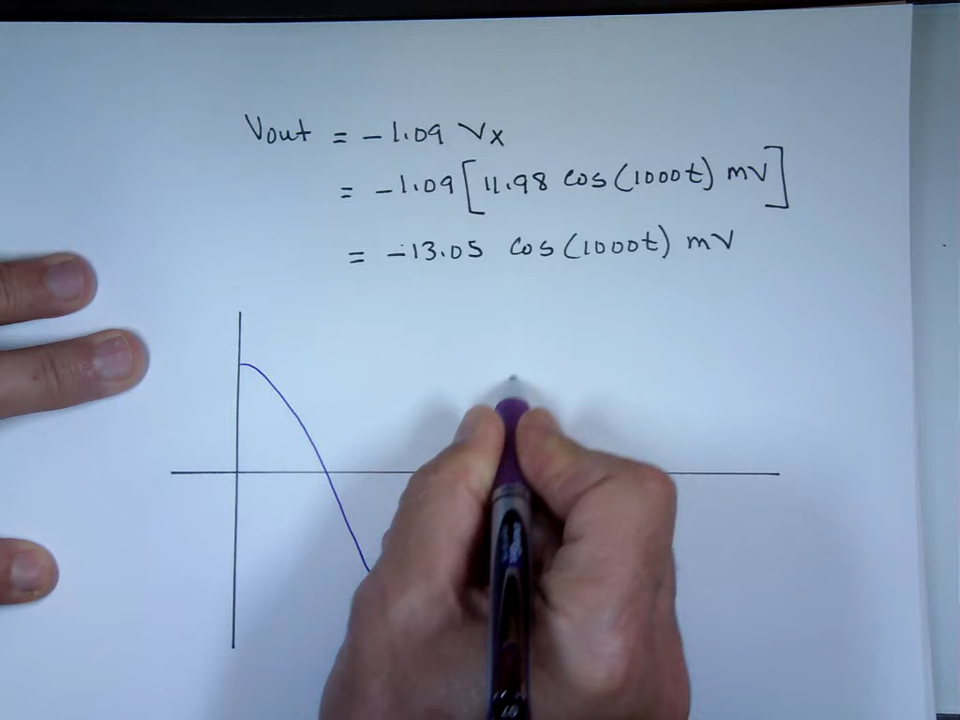 Vout = -1.09 Vx
= -1.09 [11.98 cos(1000t) mV]
= -13.05 cos(1000t) mV